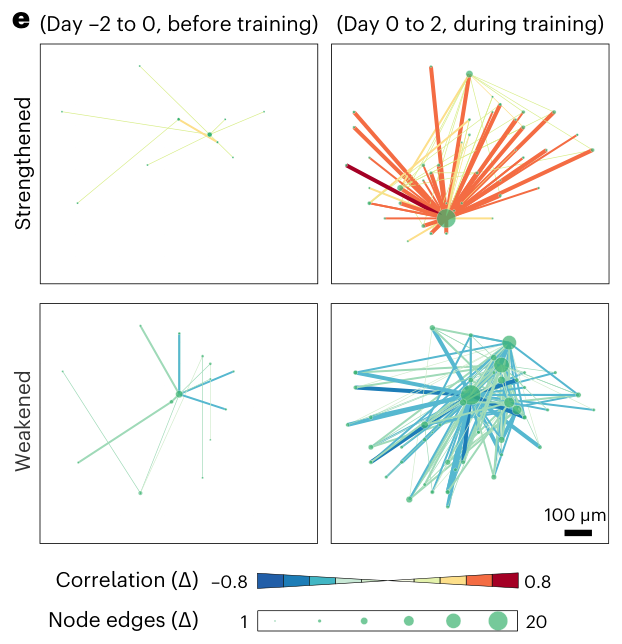 e (Day –2 to 0, before training) (Day 0 to 2, during training)
Strengthened
Weakened
100 µm
Correlation (Δ) –0.8 0.8
Node edges (Δ) 1 20